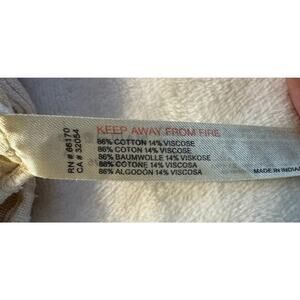 RN # 66170
CA # 32054
KEEP AWAY FROM FIRE
86% COTTON 14% VISCOSE
86% COTON 14% VISCOSE
86% BAUMWOLLE 14% VISKOSE
86% COTONE 14% VISCOSA
86% ALGODÓN 14% VISCOSA
MADE IN INDIA